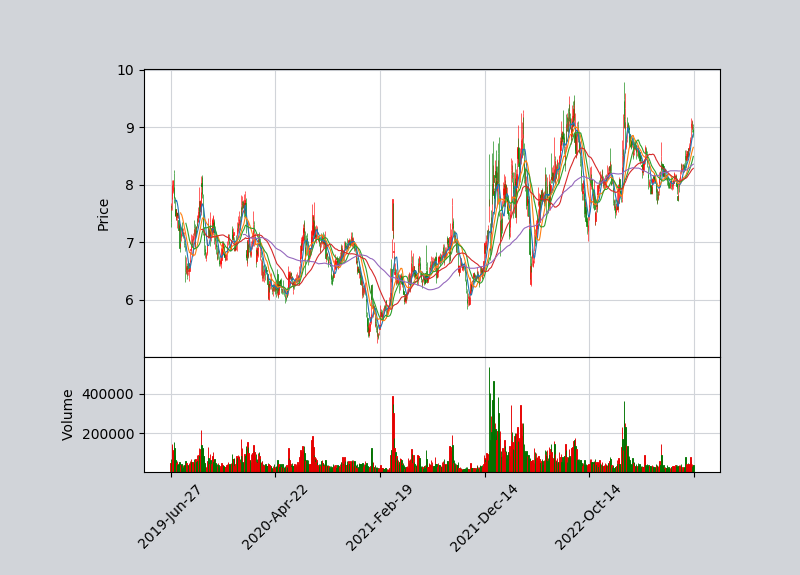 10
9
8
7
6
Price
400000
200000
Volume
2019-Jun-27
2020-Apr-22
2021-Feb-19
2021-Dec-14
2022-Oct-14